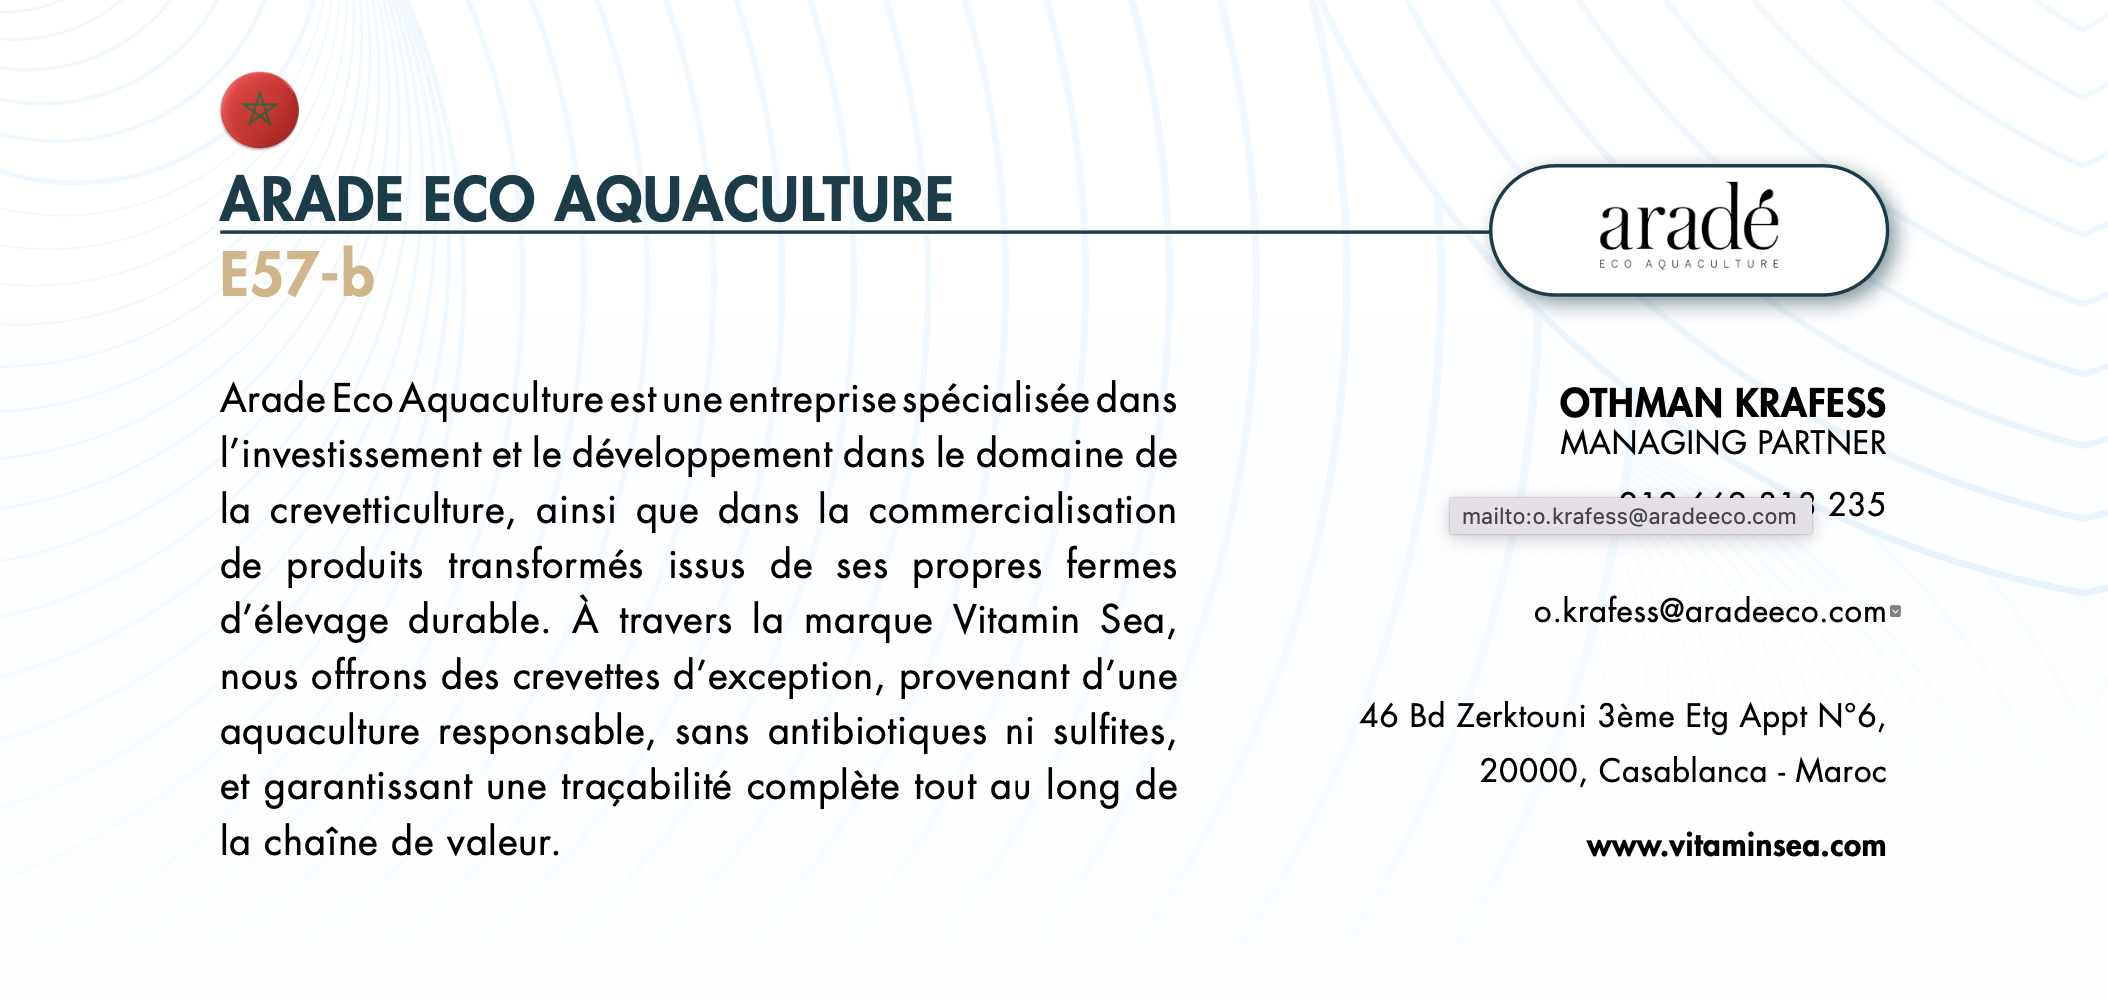 ARADE ECO AQUACULTURE
E57-b
aradé
ECO AQUACULTURE
Arade Eco Aquaculture est une entreprise spécialisée dans
l’investissement et le développement dans le domaine de
la crevetticulture, ainsi que dans la commercialisation
de produits transformés issus de ses propres fermes
d’élevage durable. À travers la marque Vitamin Sea,
nous offrons des crevettes d’exception, provenant d’une
aquaculture responsable, sans antibiotiques ni sulfites,
et garantissant une traçabilité complète tout au long de
la chaîne de valeur.
OTHMAN KRAFESS
MANAGING PARTNER
235
mailto:o.krafess@aradeeco.com
o.krafess@aradeeco.com
46 Bd Zerktouni 3ème Etg Appt N°6,
20000, Casablanca - Maroc
www.vitaminsea.com